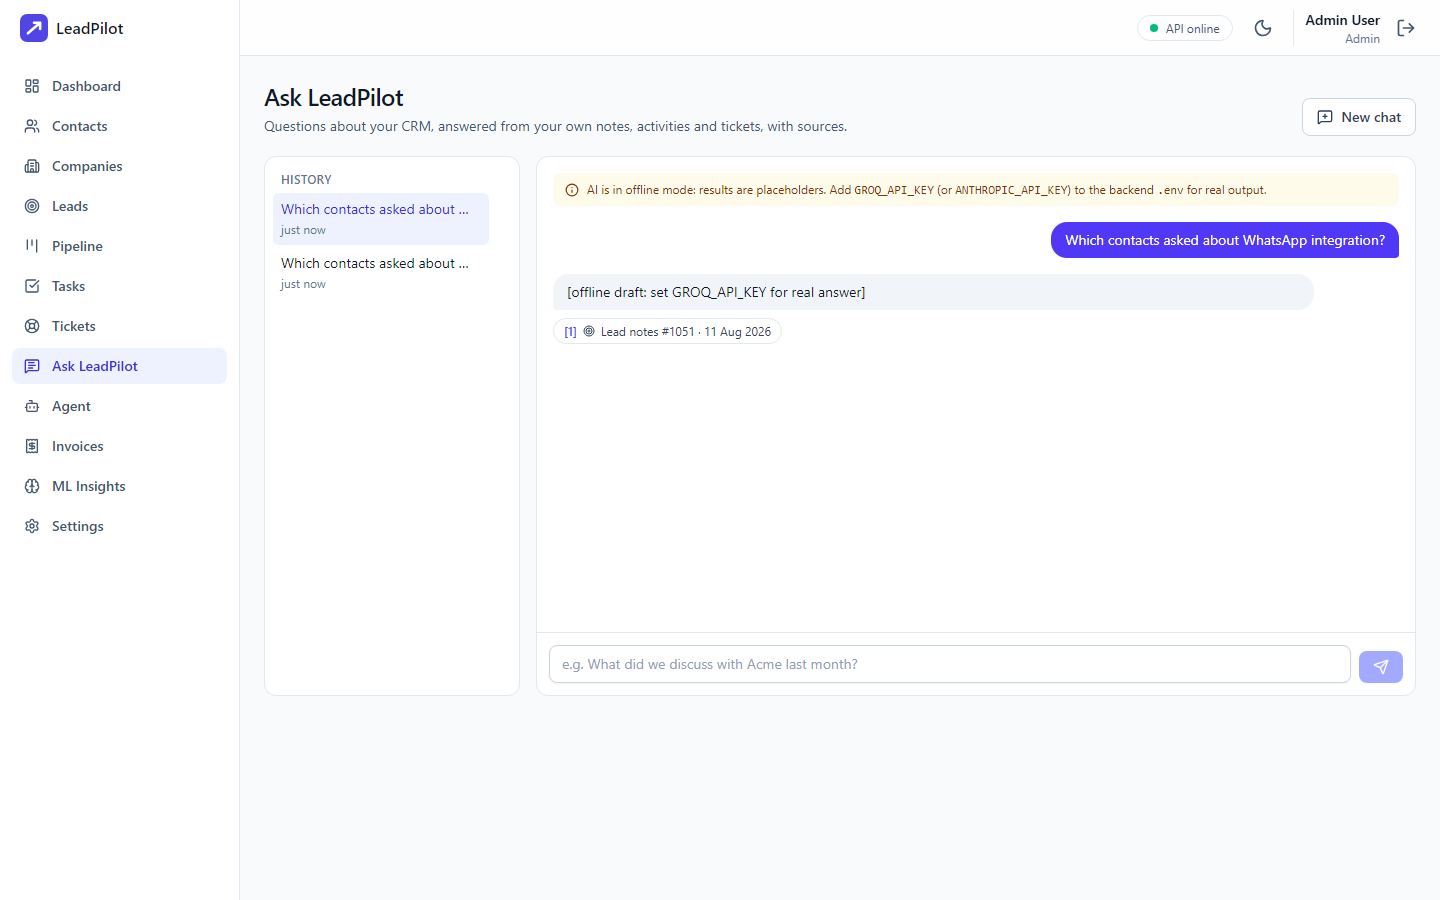 LeadPilot
API online
Admin User
Admin
Dashboard
Contacts
Companies
Leads
Pipeline
Tasks
Tickets
Ask LeadPilot
Agent
Invoices
ML Insights
Settings
Ask LeadPilot
Questions about your CRM, answered from your own notes, activities and tickets, with sources.
New chat
HISTORY
Which contacts asked about ...
just now
Which contacts asked about ...
just now
AI is in offline mode: results are placeholders. Add GROQ_API_KEY (or ANTHROPIC_API_KEY) to the backend .env for real output.
Which contacts asked about WhatsApp integration?
[offline draft: set GROQ_API_KEY for real answer]
[1] Lead notes #1051 · 11 Aug 2026
e.g. What did we discuss with Acme last month?